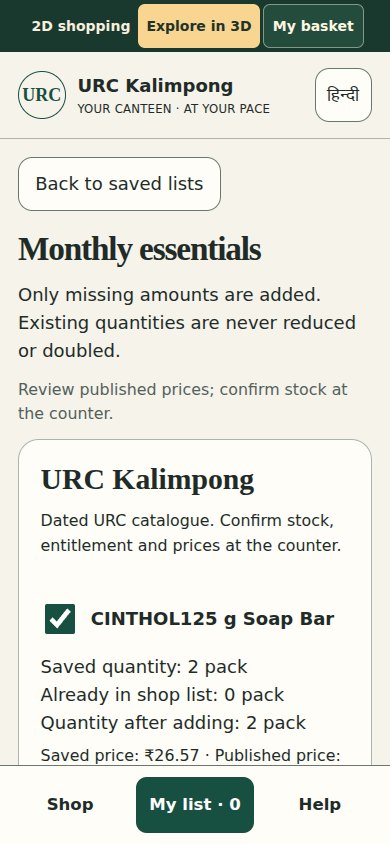 2D shopping Explore in 3D My basket
URC
URC Kalimpong
YOUR CANTEEN · AT YOUR PACE
हिन्दी
Back to saved lists
Monthly essentials
Only missing amounts are added.
Existing quantities are never reduced
or doubled.
Review published prices; confirm stock at
the counter.
URC Kalimpong
Dated URC catalogue. Confirm stock,
entitlement and prices at the counter.
CINTHOL125 g Soap Bar
Saved quantity: 2 pack
Already in shop list: 0 pack
Quantity after adding: 2 pack
Saved price: ₹26.57 · Published price:
Shop My list · 0 Help